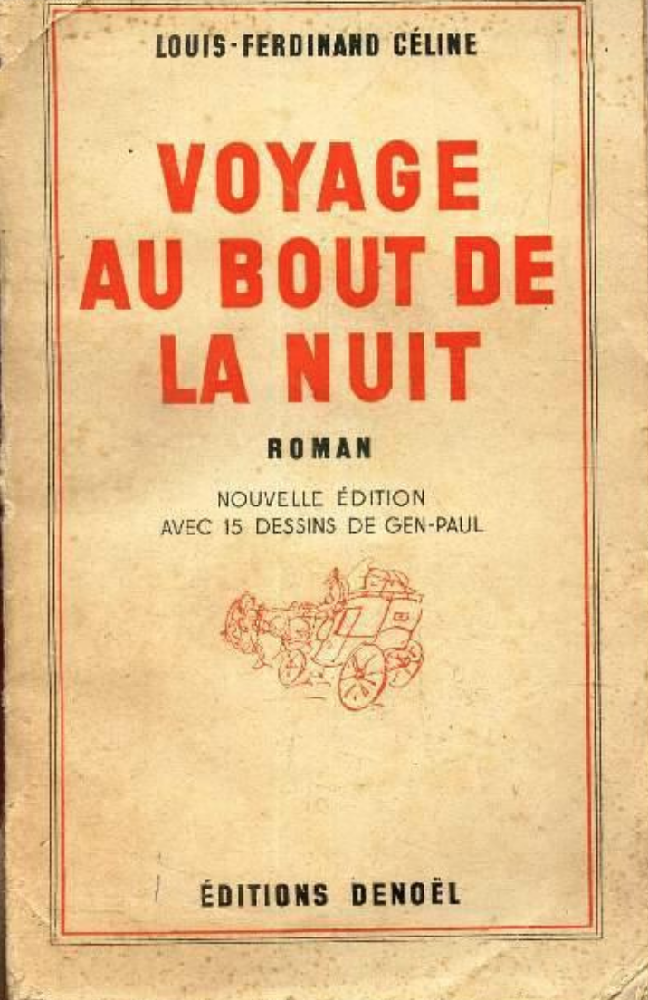 LOUIS-FERDINAND CÉLINE
VOYAGE
AU BOUT DE
LA NUIT
ROMAN
NOUVELLE ÉDITION
AVEC 15 DESSINS DE GEN-PAUL
ÉDITIONS DENOËL